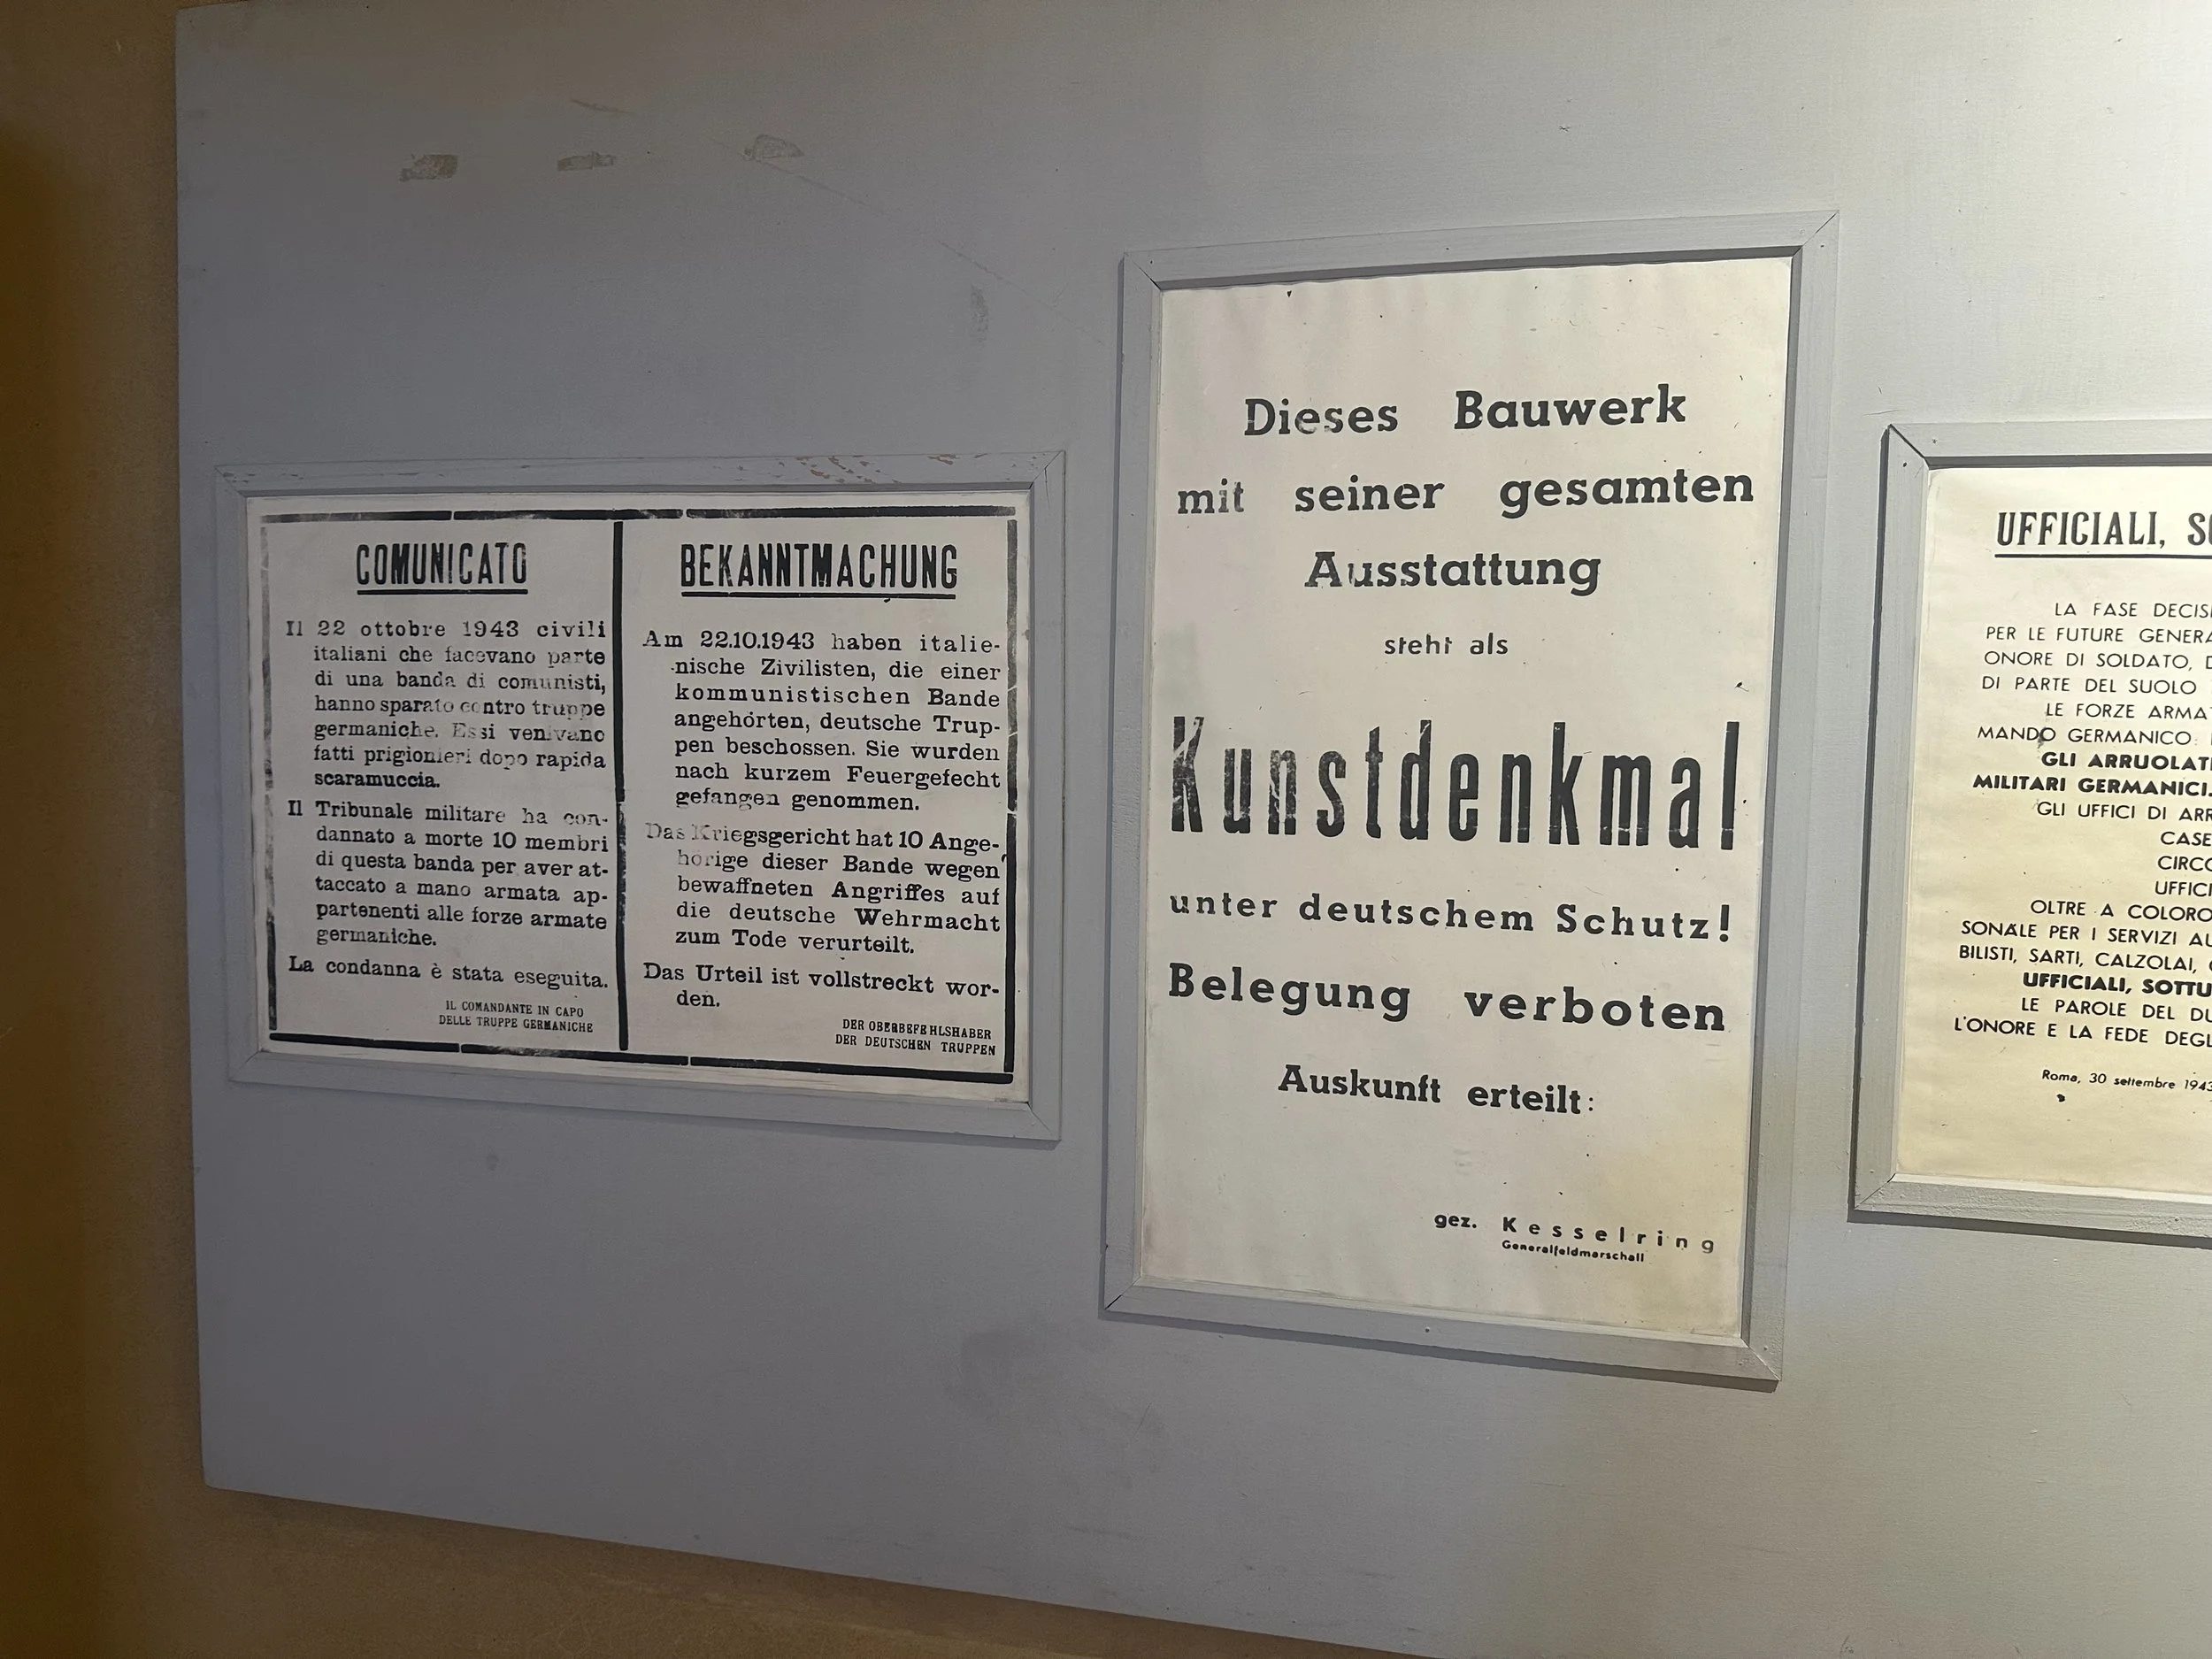 COMUNICATO
Il 22 ottobre 1943 civili
italiani che facevano parte
di una banda di comunisti,
hanno sparato contro truppe
germaniche. Essi venivano
fatti prigionieri dopo rapida
scaramuccia.
Il Tribunale militare ha con-
dannato a morte 10 membri
di questa banda per aver at-
taccato a mano armata ap-
partenenti alle forze armate
germaniche.
La condanna è stata eseguita.
IL COMANDANTE IN CAPO
DELLE TRUPPE GERMANICHE
BEKANNTMACHUNG
Am 22.10.1943 haben italie-
nische Zivilisten, die einer
kommunistischen Bande
angehörten, deutsche Trup-
pen beschossen. Sie wurden
nach kurzem Feuergefecht
gefangen genommen.
Das Kriegsgericht hat 10 Ange-
hörige dieser Bande wegen
bewaffneten Angriffes auf
die deutsche Wehrmacht
zum Tode verurteilt.
Das Urteil ist vollstreckt wor-
den.
DER OBERBEFEHLSHABER
DER DEUTSCHEN TRUPPEN
Dieses Bauwerk
mit seiner gesamten
Ausstattung
steht als
Kunstdenkmal
unter deutschem Schutz!
Belegung verboten
Auskunft erteilt:
gez. Kesselring
Generalfeldmarschall
UFFICIALI,
LA FASE
PER LE FUTURE
ONORE DI SOLDATO,
DI PARTE DEL SUOLO
LE FORZE
MANDO GERMANICO:
GLI
MILITARI GERMANICI.
GLI UFFICI DI
CASE
OLTRE A
SONALE PER I SERVIZI
BILISTI, SARTI, CALZOLAI,
UFFICIALI,
LE PAROLE DEL
L'ONORE E LA FEDE
Roma, 30 settembre 1943